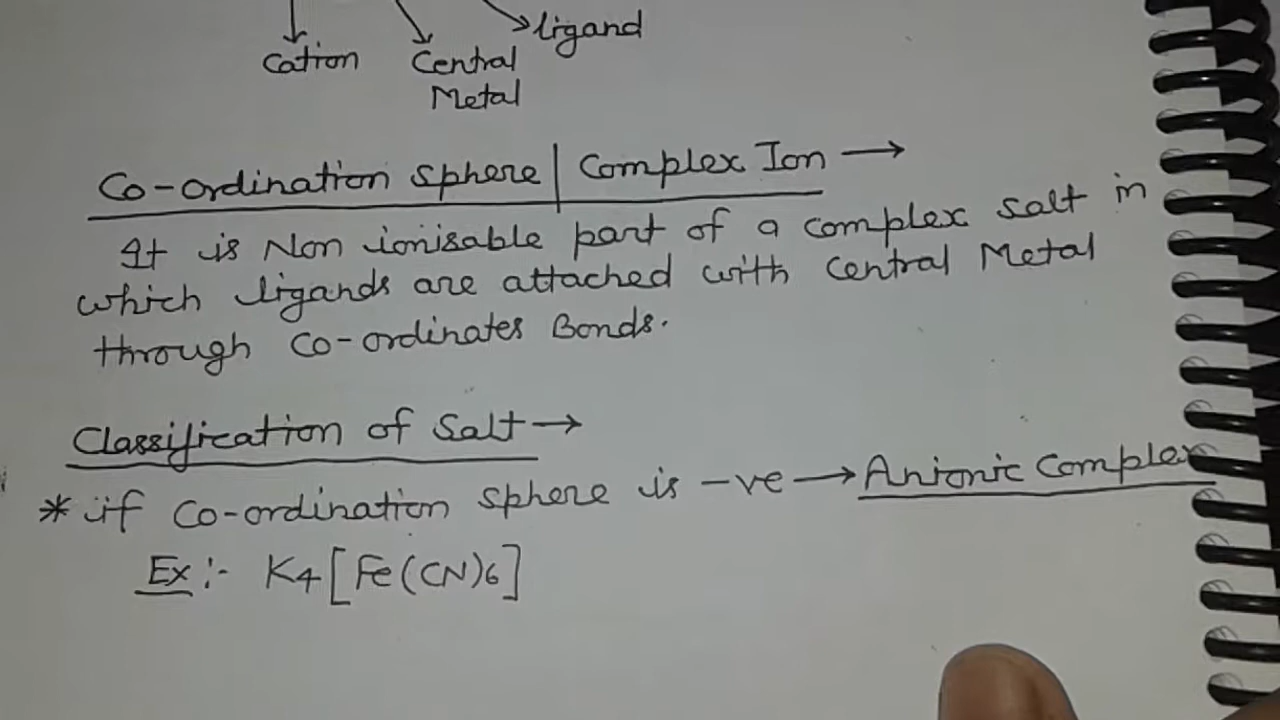 ligand
Cation Central
Metal
Co-ordination sphere | Complex Ion →
It is Non ionisable part of a complex salt in
which ligands are attached with Central Metal
through Co-ordinates Bonds.
Classification of Salt →
* if Co-ordination sphere is -ve → Anionic Complex
Ex:- K4[Fe(CN)6]